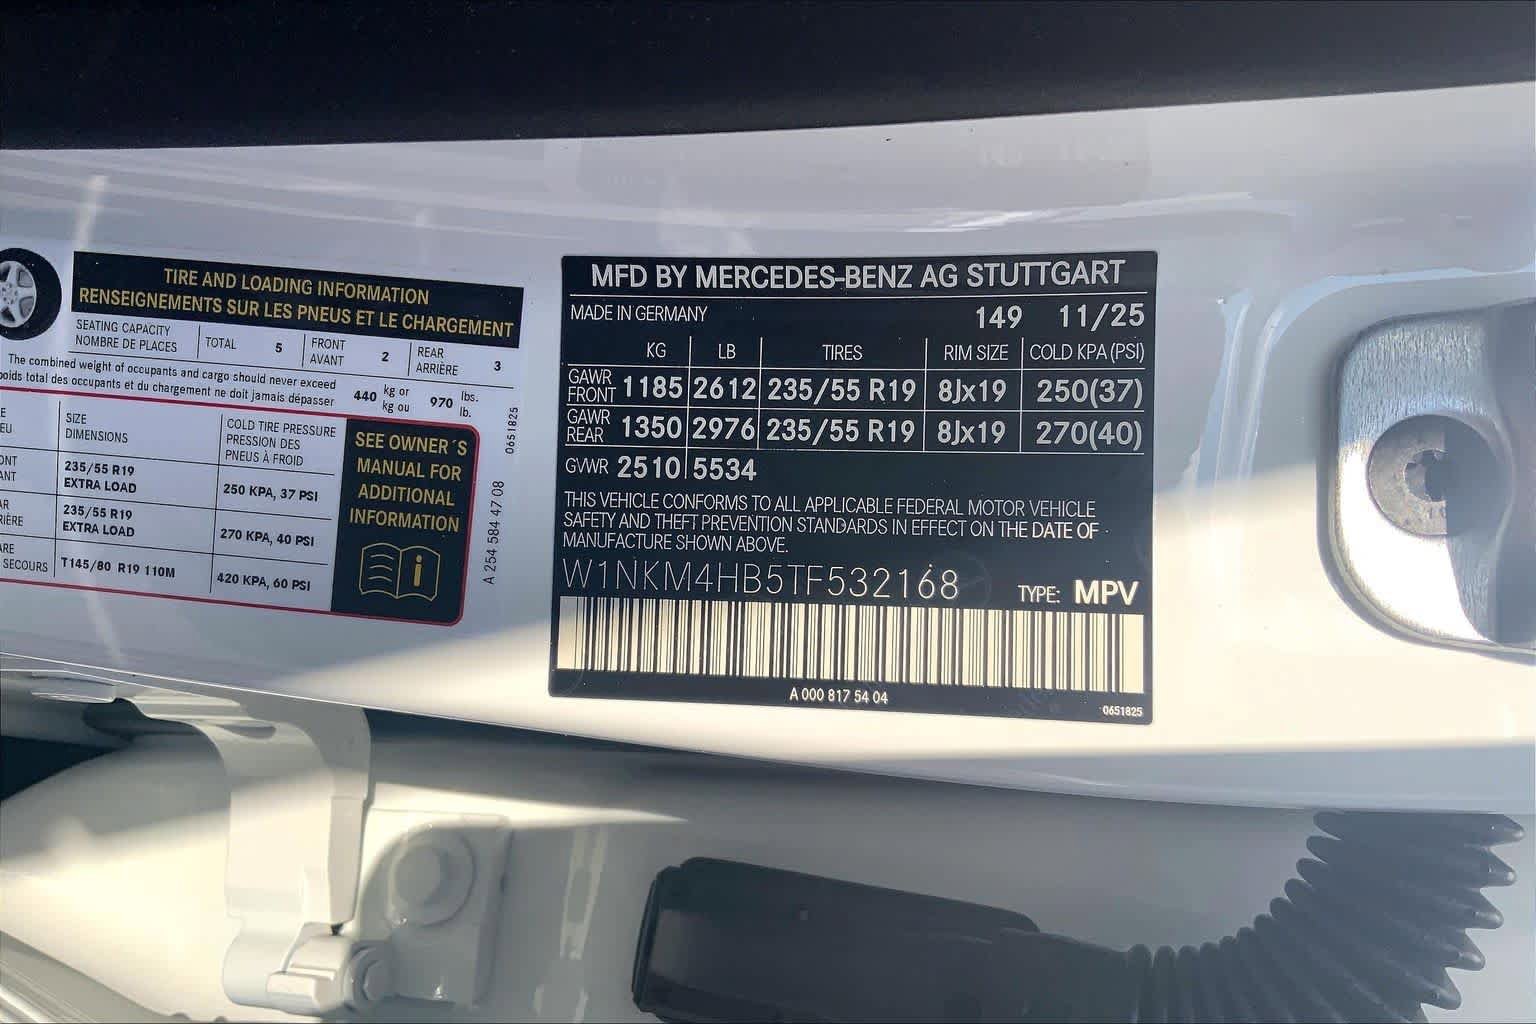 TIRE AND LOADING INFORMATION
RENSEIGNEMENTS SUR LES PNEUS ET LE CHARGEMENT
SEATING CAPACITY
NOMBRE DE PLACES
TOTAL 5
FRONT
AVANT
2
REAR
ARRIÈRE
3
The combined weight of occupants and cargo should never exceed
poids total des occupants et du chargement ne doit jamais dépasser
440 kg or
kg ou
970 lbs.
lb.
SIZE
DIMENSIONS
COLD TIRE PRESSURE
PRESSION DES
PNEUS À FROID
235/55 R19
EXTRA LOAD
250 KPA, 37 PSI
235/55 R19
EXTRA LOAD
270 KPA, 40 PSI
SECOURS
T145/80 R19 110M
420 KPA, 60 PSI
SEE OWNER´S
MANUAL FOR
ADDITIONAL
INFORMATION
A 254 584 47 08
0651825
MFD BY MERCEDES-BENZ AG STUTTGART
MADE IN GERMANY 149 11/25
KG LB TIRES RIM SIZE COLD KPA(PSI)
GAWR
FRONT
1185 2612 235/55 R19 8Jx19 250(37)
GAWR
REAR
1350 2976 235/55 R19 8Jx19 270(40)
GVWR 2510 5534
THIS VEHICLE CONFORMS TO ALL APPLICABLE FEDERAL MOTOR VEHICLE
SAFETY AND THEFT PREVENTION STANDARDS IN EFFECT ON THE DATE OF
MANUFACTURE SHOWN ABOVE.
W1NKM4HB5TF532168 TYPE: MPV
A 000 817 54 04
0651825